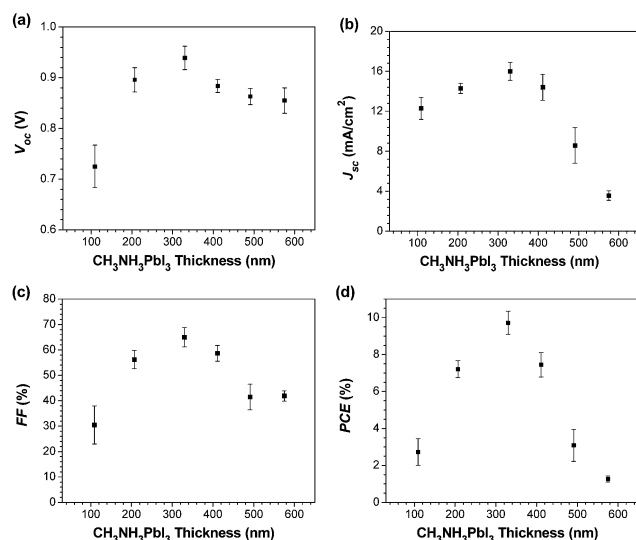 (a)
1.0
0.9
0.8
0.7
0.6
V_oc (V)
100 200 300 400 500 600
CH₃NH₃PbI₃ Thickness (nm)
(b)
20
16
12
8
4
0
J_sc (mA/cm²)
100 200 300 400 500 600
CH₃NH₃PbI₃ Thickness (nm)
(c)
80
70
60
50
40
30
20
10
0
FF (%)
100 200 300 400 500 600
CH₃NH₃PbI₃ Thickness (nm)
(d)
10
8
6
4
2
0
PCE (%)
100 200 300 400 500 600
CH₃NH₃PbI₃ Thickness (nm)